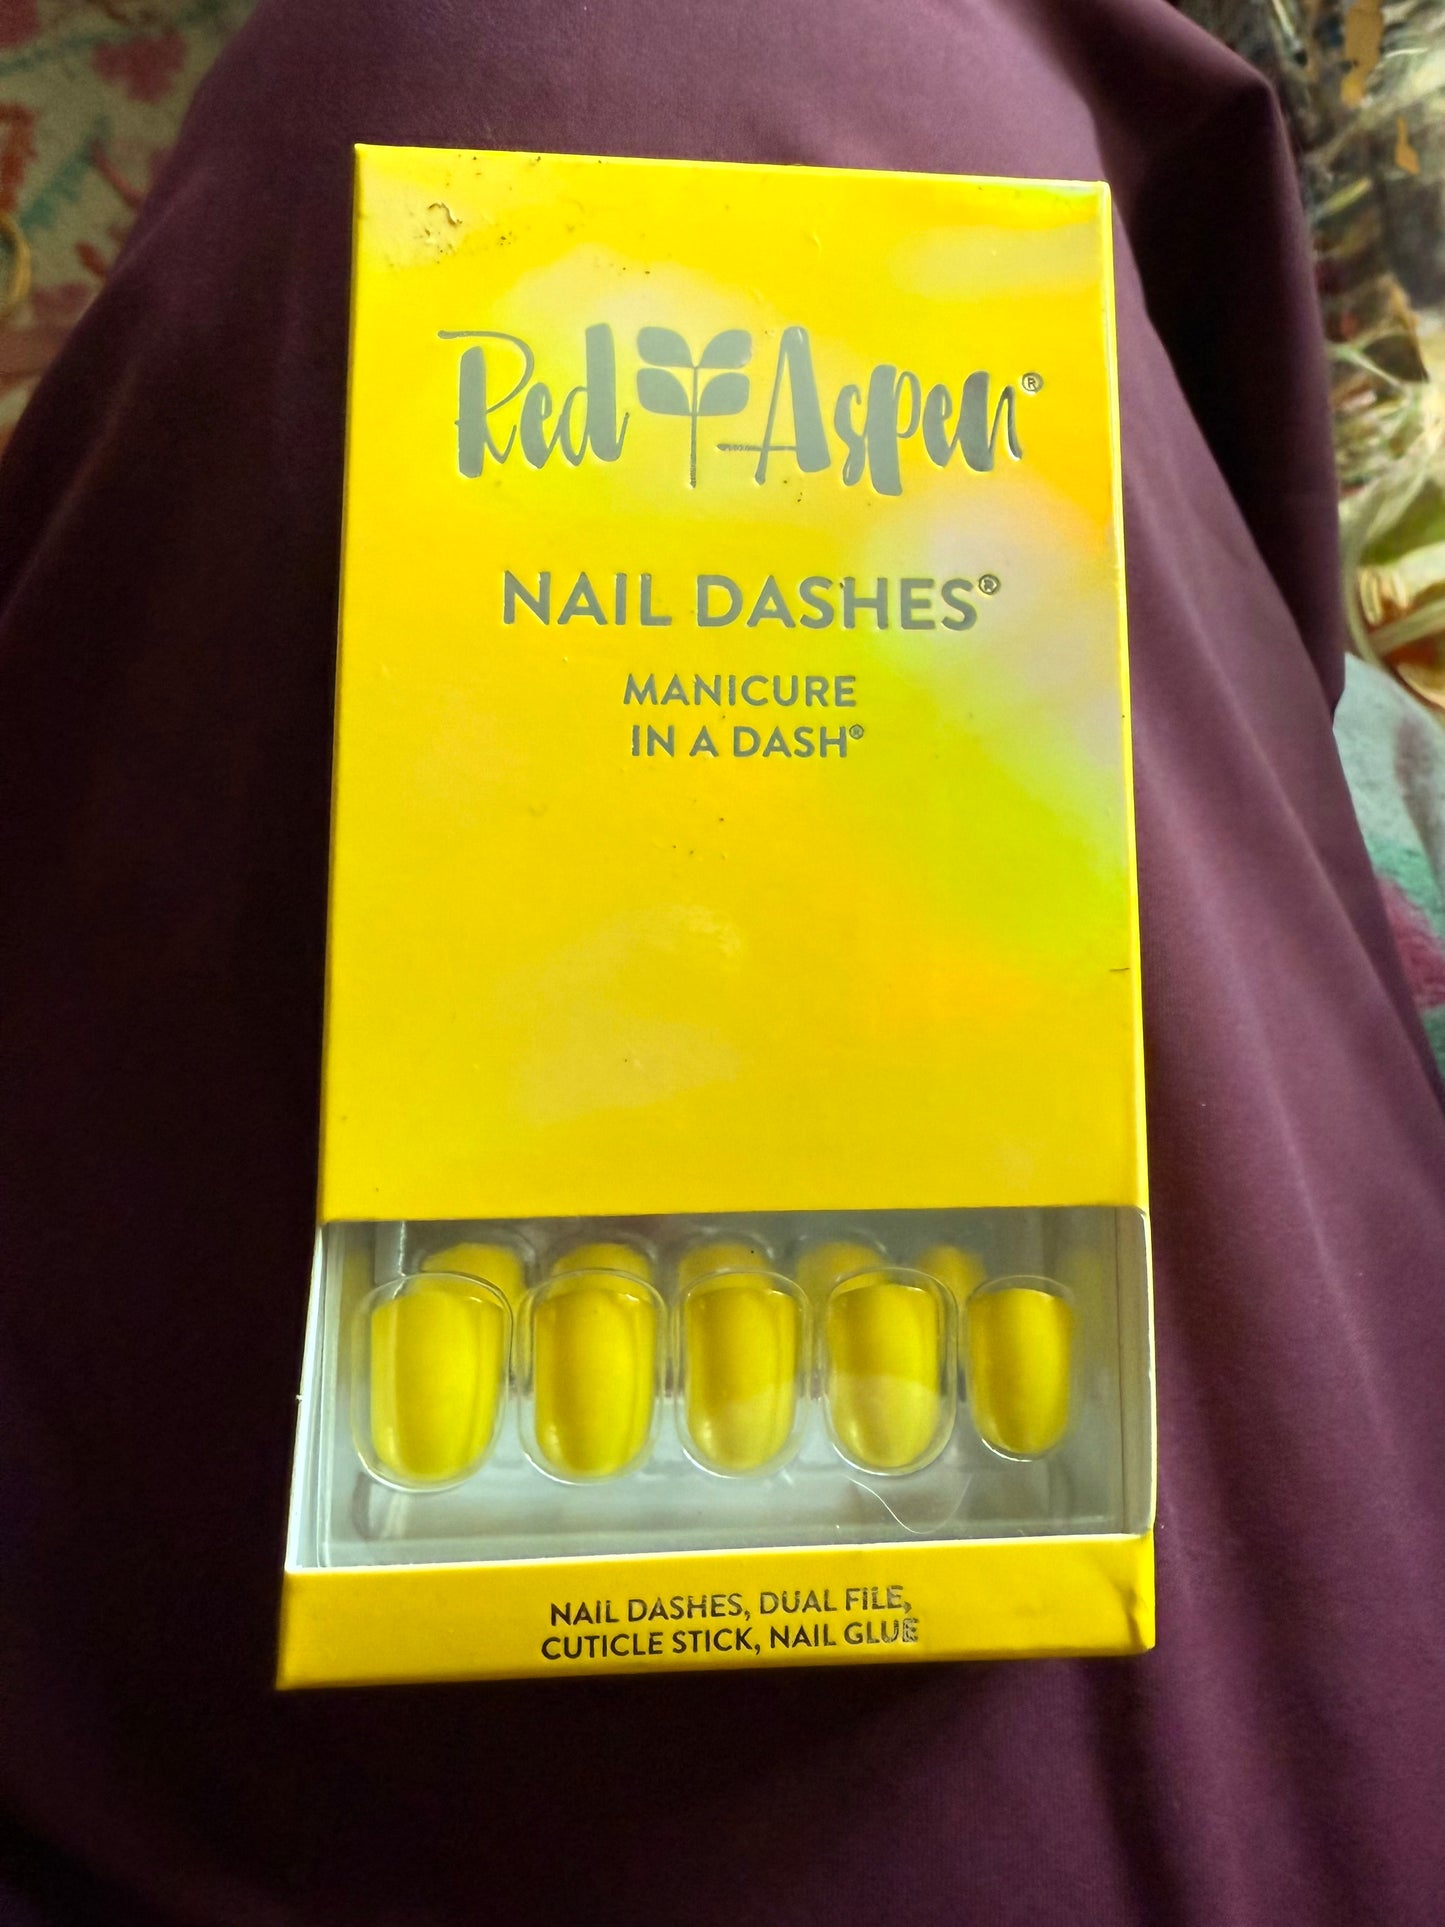 Red Aspen®
NAIL DASHES®
MANICURE
IN A DASH®
NAIL DASHES, DUAL FILE,
CUTICLE STICK, NAIL GLUE